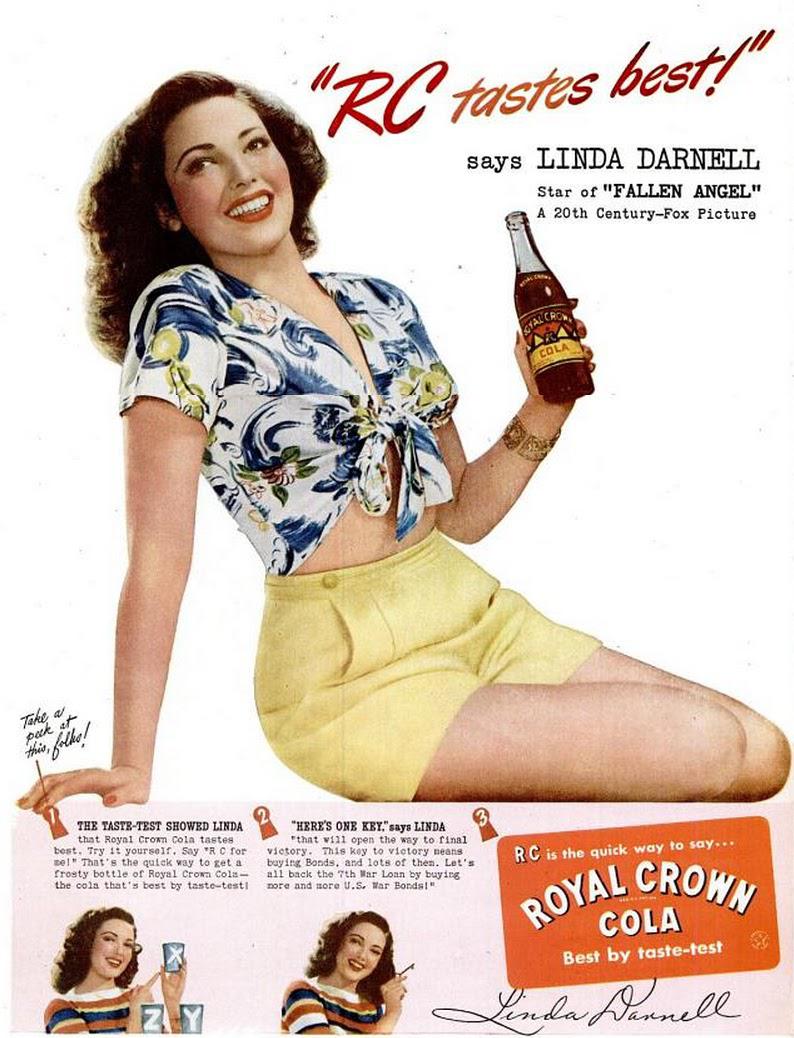 "RC tastes best!"
says LINDA DARNELL
Star of "FALLEN ANGEL"
A 20th Century-Fox Picture
ROYAL CROWN
ROYAL CROWN
RC
COLA
Take a
peek at
this, folks!
1
THE TASTE-TEST SHOWED LINDA
that Royal Crown Cola tastes
best. Try it yourself. Say "RC for
me!" That's the quick way to get a
frosty bottle of Royal Crown Cola—
the cola that's best by taste-test!
X
Z Y
2
"HERE'S ONE KEY," says LINDA
"that will open the way to final
victory. This key to victory means
buying Bonds, and lots of them. Let's
all back the 7th War Loan by buying
more and more U.S. War Bonds!"
3
RC is the quick way to say...
ROYAL CROWN
COLA
Best by taste-test
Linda Darnell